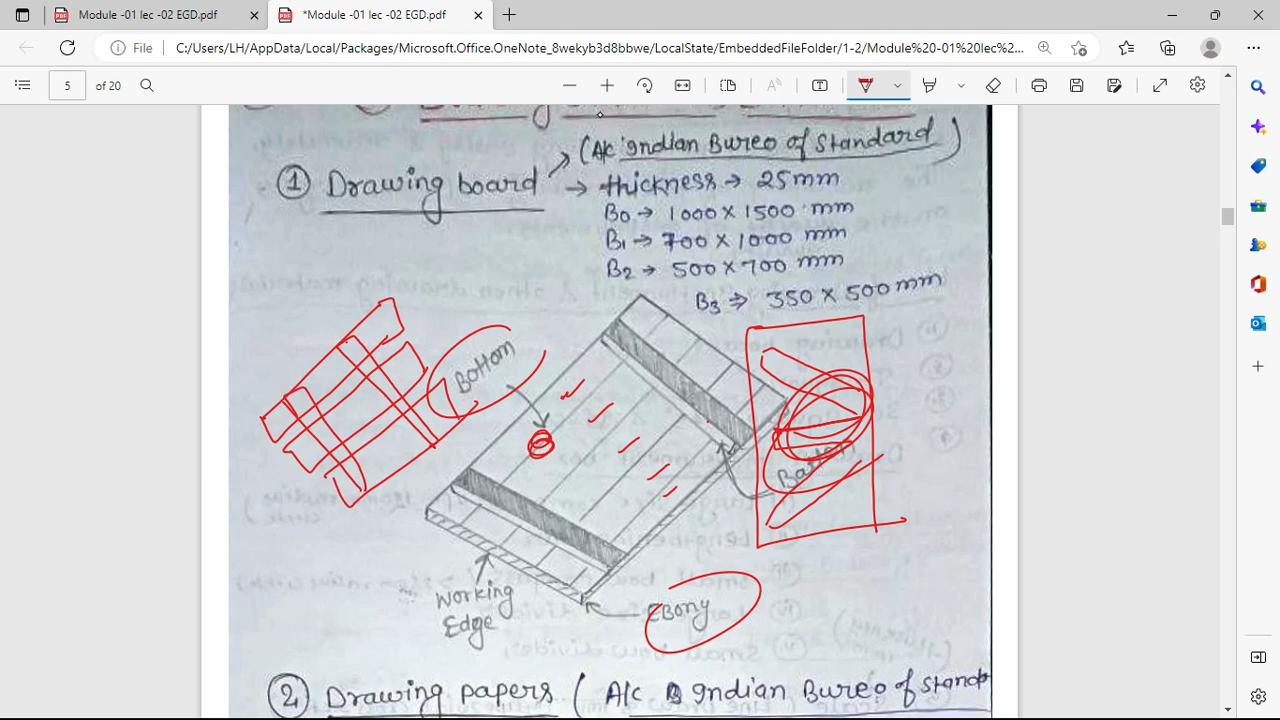 Module -01 lec -02 EGD.pdf
*Module -01 lec -02 EGD.pdf
File
C:/Users/LH/AppData/Local/Packages/Microsoft.Office.OneNote_8wekyb3d8bbwe/LocalState/EmbeddedFileFolder/1-2/Module%20-01%20lec%...
5 of 20
(A/c Indian Bureo of Standard)
① Drawing board → thickness → 25mm
B0 → 1000 × 1500 mm
B1 → 700 × 1000 mm
B2 → 500 × 700 mm
B3 ⇒ 350 × 500 mm
Bottom
Working
Edge
EBony
② Drawing papers ( A/c Indian Bureo of Stand